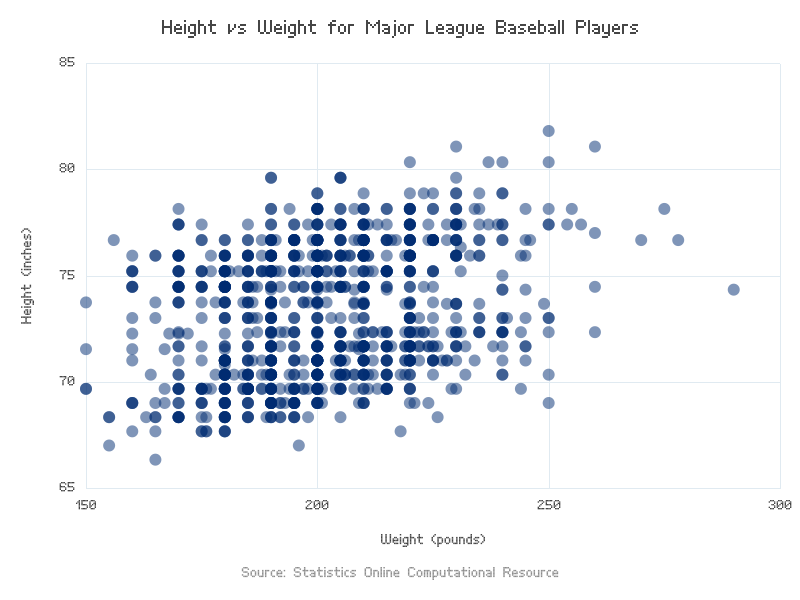 Height vs Weight for Major League Baseball Players
85
80
75
70
65
150
200
250
300
Height (inches)
Weight (pounds)
Source: Statistics Online Computational Resource